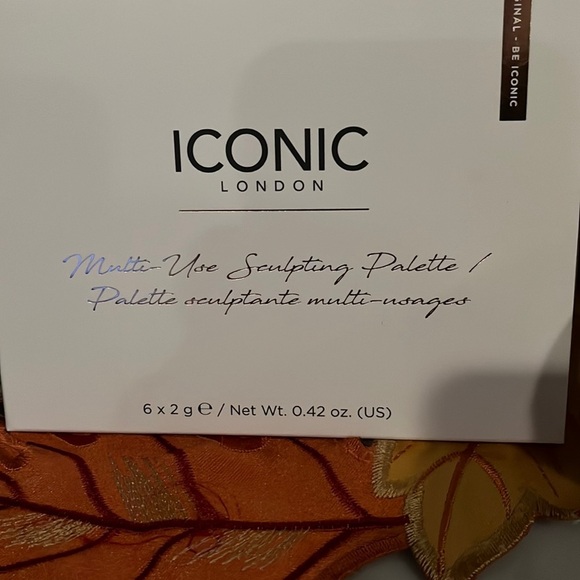 - BE ICONIC
ICONIC
LONDON
Multi-Use Sculpting Palette /
Palette sculptante multi-usages
6 x 2 g ℮ / Net Wt. 0.42 oz. (US)